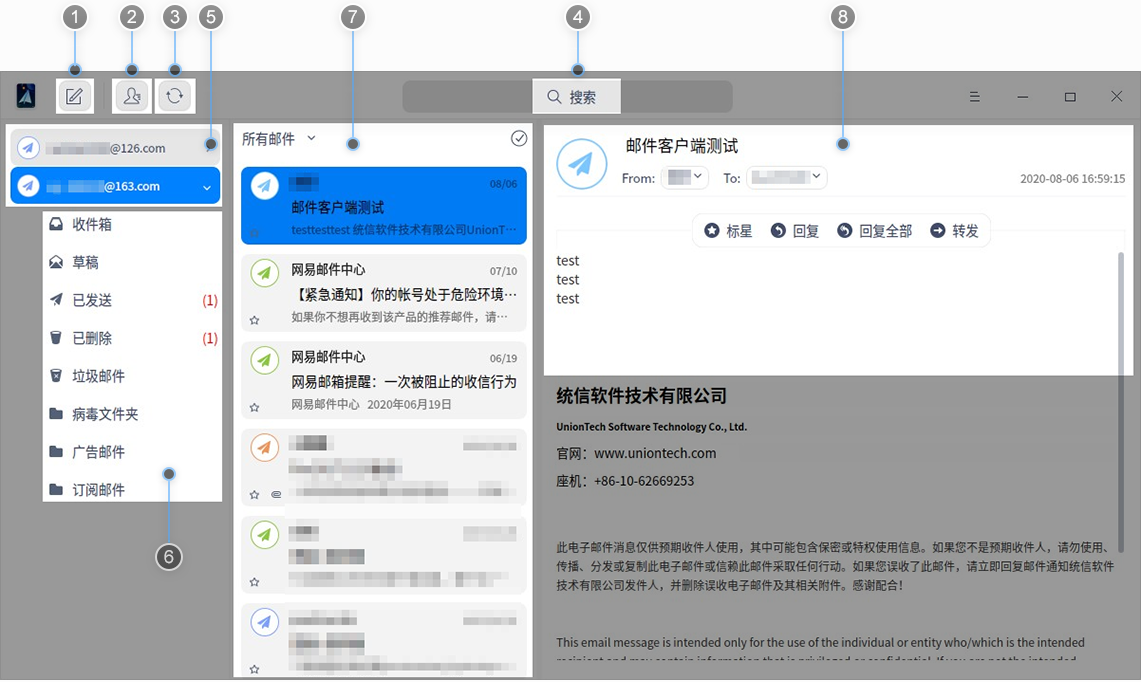 1
2
3
5
7
4
8
搜索
@126.com
@163.com
收件箱
草稿
已发送 (1)
已删除 (1)
垃圾邮件
病毒文件夹
广告邮件
订阅邮件
6
所有邮件
08/06
邮件客户端测试
testtesttest 统信软件技术有限公司UnionT···
网易邮件中心 07/10
【紧急通知】你的帐号处于危险环境···
如果你不想再收到该产品的推荐邮件，请···
网易邮件中心 06/19
网易邮箱提醒：一次被阻止的收信行为
网易邮件中心 2020年06月19日
邮件客户端测试
From: To: 2020-08-06 16:59:15
标星 回复 回复全部 转发
test
test
test
统信软件技术有限公司
UnionTech Software Technology Co., Ltd.
官网：www.uniontech.com
座机：+86-10-62669253
此电子邮件消息仅供预期收件人使用，其中可能包含保密或特权使用信息。如果您不是预期收件人，请勿使用、
传播、分发或复制此电子邮件或信赖此邮件采取任何行动。如果您误收了此邮件，请立即回复邮件通知统信软件
技术有限公司发件人，并删除误收电子邮件及其相关附件。感谢配合！
This email message is intended only for the use of the individual or entity who/which is the intended
recipient and may contain information that is privileged or confidential. If you are not the intended